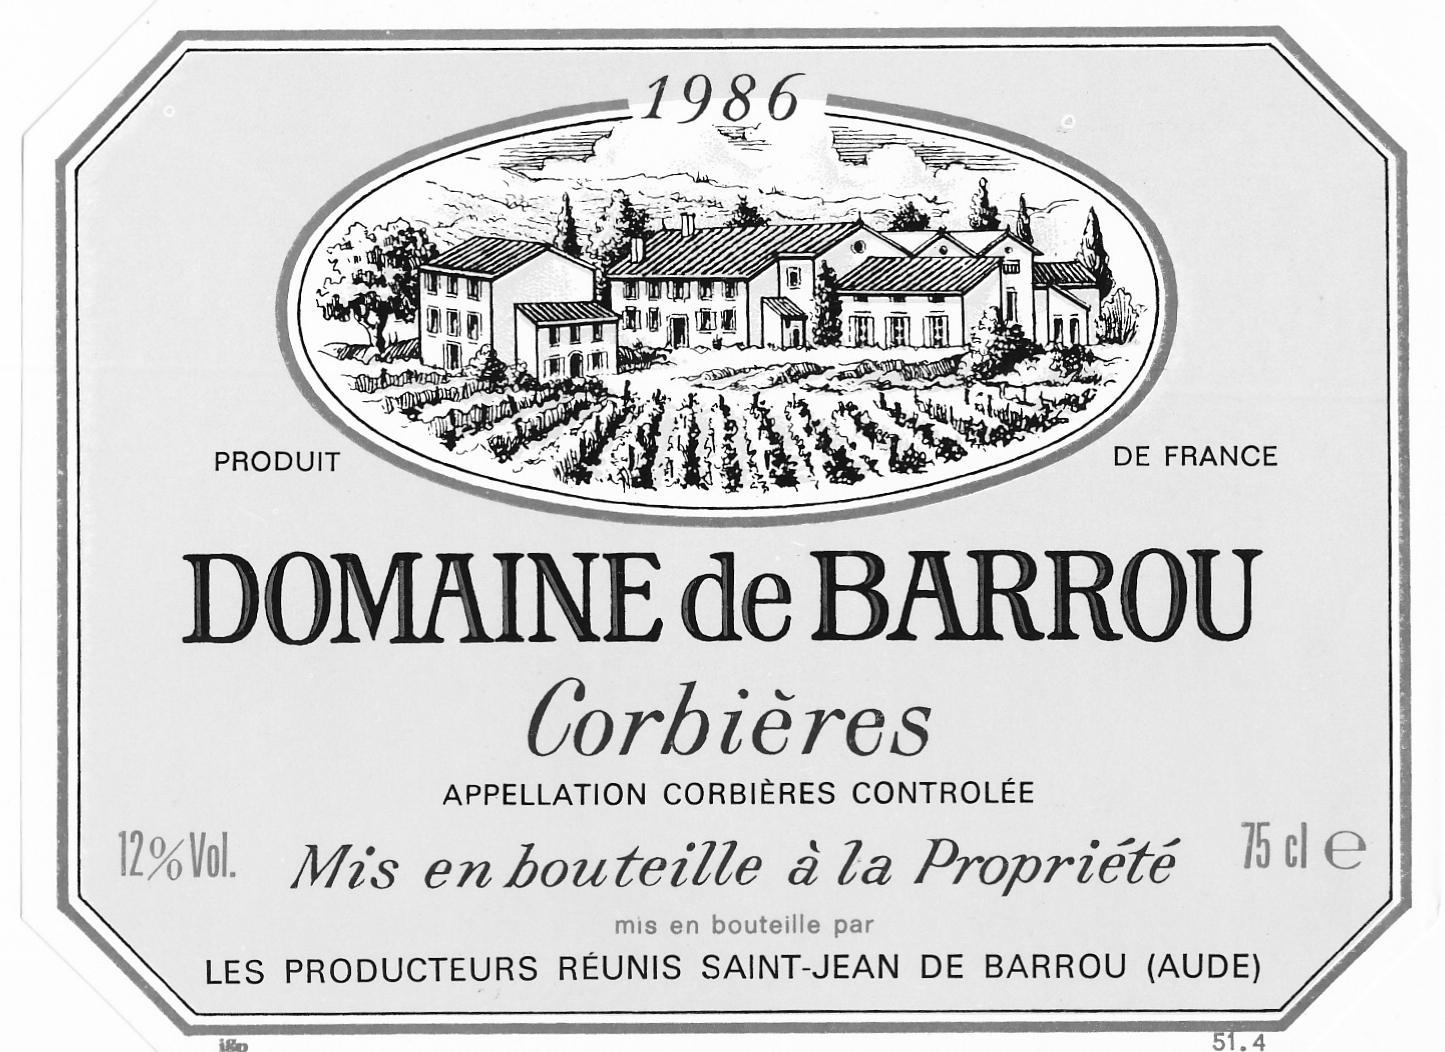 1986
PRODUIT
DE FRANCE
DOMAINE de BARROU
Corbières
APPELLATION CORBIÈRES CONTROLÉE
12% Vol.
75 cl e
Mis en bouteille à la Propriété
mis en bouteille par
LES PRODUCTEURS RÉUNIS SAINT-JEAN DE BARROU (AUDE)
igp
51.4